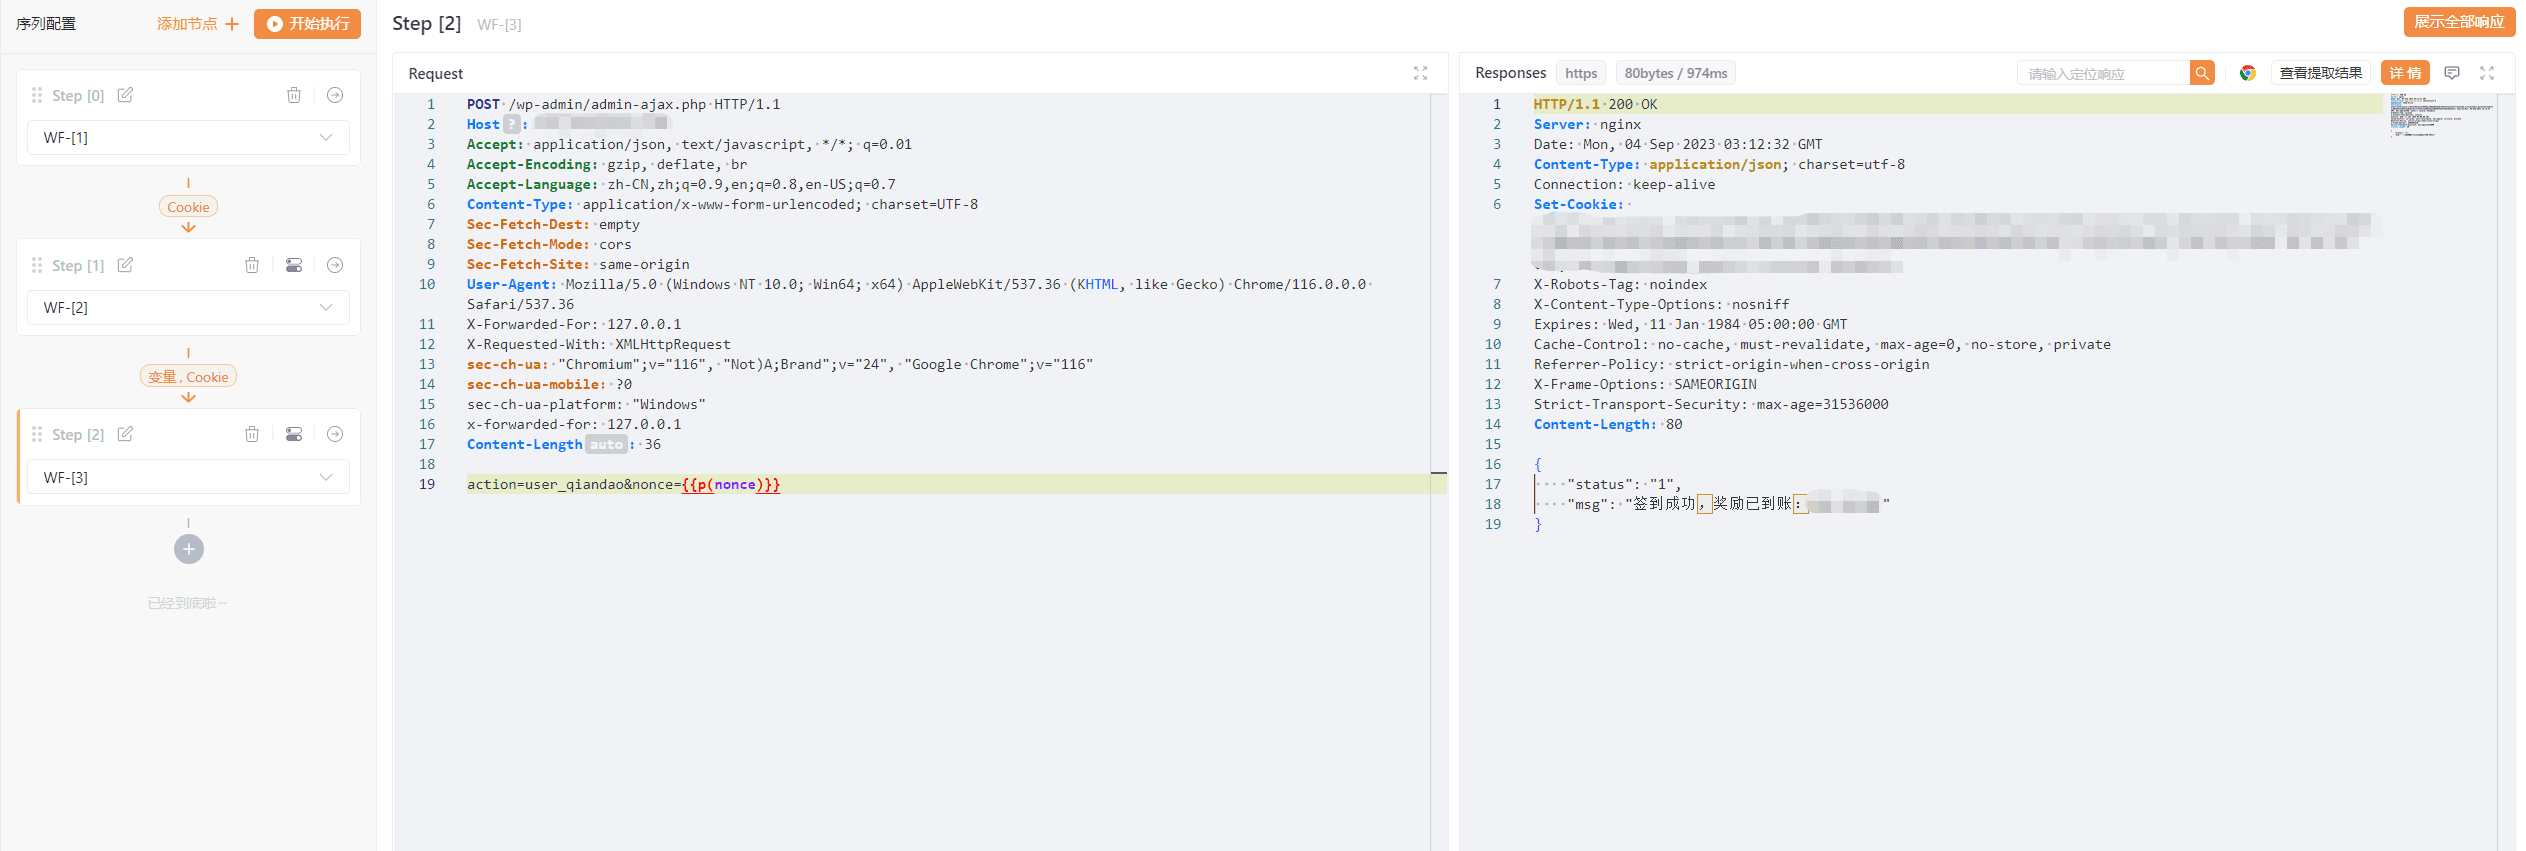 序列配置
添加节点
开始执行
Step [0]
WF-[1]
Cookie
Step [1]
WF-[2]
变量 , Cookie
Step [2]
WF-[3]
已经到底啦～
Step [2]
WF-[3]
展示全部响应
Request
1 POST /wp-admin/admin-ajax.php HTTP/1.1
2 Host ? :
3 Accept: application/json, text/javascript, */*; q=0.01
4 Accept-Encoding: gzip, deflate, br
5 Accept-Language: zh-CN,zh;q=0.9,en;q=0.8,en-US;q=0.7
6 Content-Type: application/x-www-form-urlencoded; charset=UTF-8
7 Sec-Fetch-Dest: empty
8 Sec-Fetch-Mode: cors
9 Sec-Fetch-Site: same-origin
10 User-Agent: Mozilla/5.0 (Windows NT 10.0; Win64; x64) AppleWebKit/537.36 (KHTML, like Gecko) Chrome/116.0.0.0
Safari/537.36
11 X-Forwarded-For: 127.0.0.1
12 X-Requested-With: XMLHttpRequest
13 sec-ch-ua: "Chromium";v="116", "Not)A;Brand";v="24", "Google Chrome";v="116"
14 sec-ch-ua-mobile: ?0
15 sec-ch-ua-platform: "Windows"
16 x-forwarded-for: 127.0.0.1
17 Content-Length auto : 36
18
19 action=user_qiandao&nonce={{p(nonce)}}
Responses
https
80bytes / 974ms
请输入定位响应
查看提取结果
详 情
1 HTTP/1.1 200 OK
2 Server: nginx
3 Date: Mon, 04 Sep 2023 03:12:32 GMT
4 Content-Type: application/json; charset=utf-8
5 Connection: keep-alive
6 Set-Cookie:
7 X-Robots-Tag: noindex
8 X-Content-Type-Options: nosniff
9 Expires: Wed, 11 Jan 1984 05:00:00 GMT
10 Cache-Control: no-cache, must-revalidate, max-age=0, no-store, private
11 Referrer-Policy: strict-origin-when-cross-origin
12 X-Frame-Options: SAMEORIGIN
13 Strict-Transport-Security: max-age=31536000
14 Content-Length: 80
15
16 {
17 "status": "1",
18 "msg": "签到成功，奖励已到账："
19 }